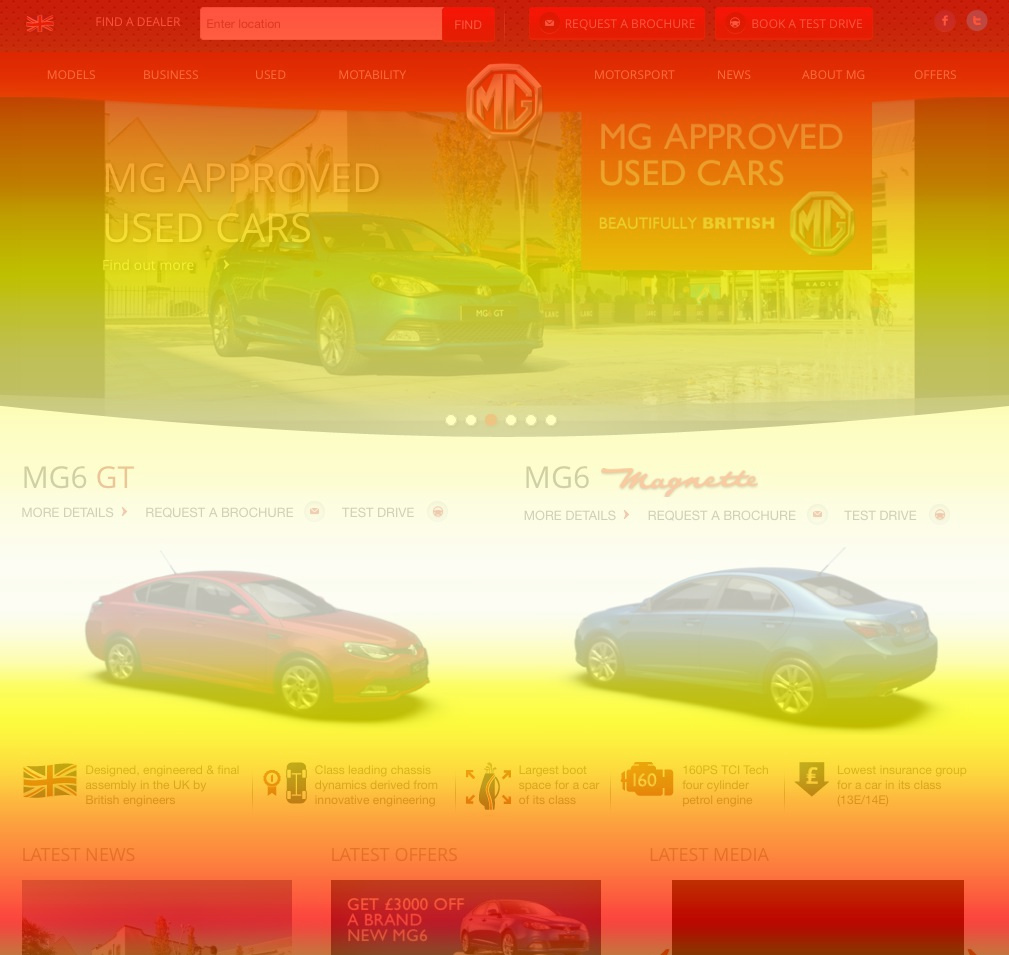 FIND A DEALER
Enter location
FIND
REQUEST A BROCHURE
BOOK A TEST DRIVE
MODELS
BUSINESS
USED
MOTABILITY
MG
MOTORSPORT
NEWS
ABOUT MG
OFFERS
MG APPROVED
USED CARS
Find out more
MG APPROVED
USED CARS
BEAUTIFULLY BRITISH
MG
MG6 GT
MG6 GT
MORE DETAILS
REQUEST A BROCHURE
TEST DRIVE
MG6 Magnette
MORE DETAILS
REQUEST A BROCHURE
TEST DRIVE
Designed, engineered & final
assembly in the UK by
British engineers
Class leading chassis
dynamics derived from
innovative engineering
Largest boot
space for a car
of its class
160
160PS TCI Tech
four cylinder
petrol engine
£
Lowest insurance group
for a car in its class
(13E/14E)
LATEST NEWS
LATEST OFFERS
LATEST MEDIA
GET £3000 OFF
A BRAND
NEW MG6